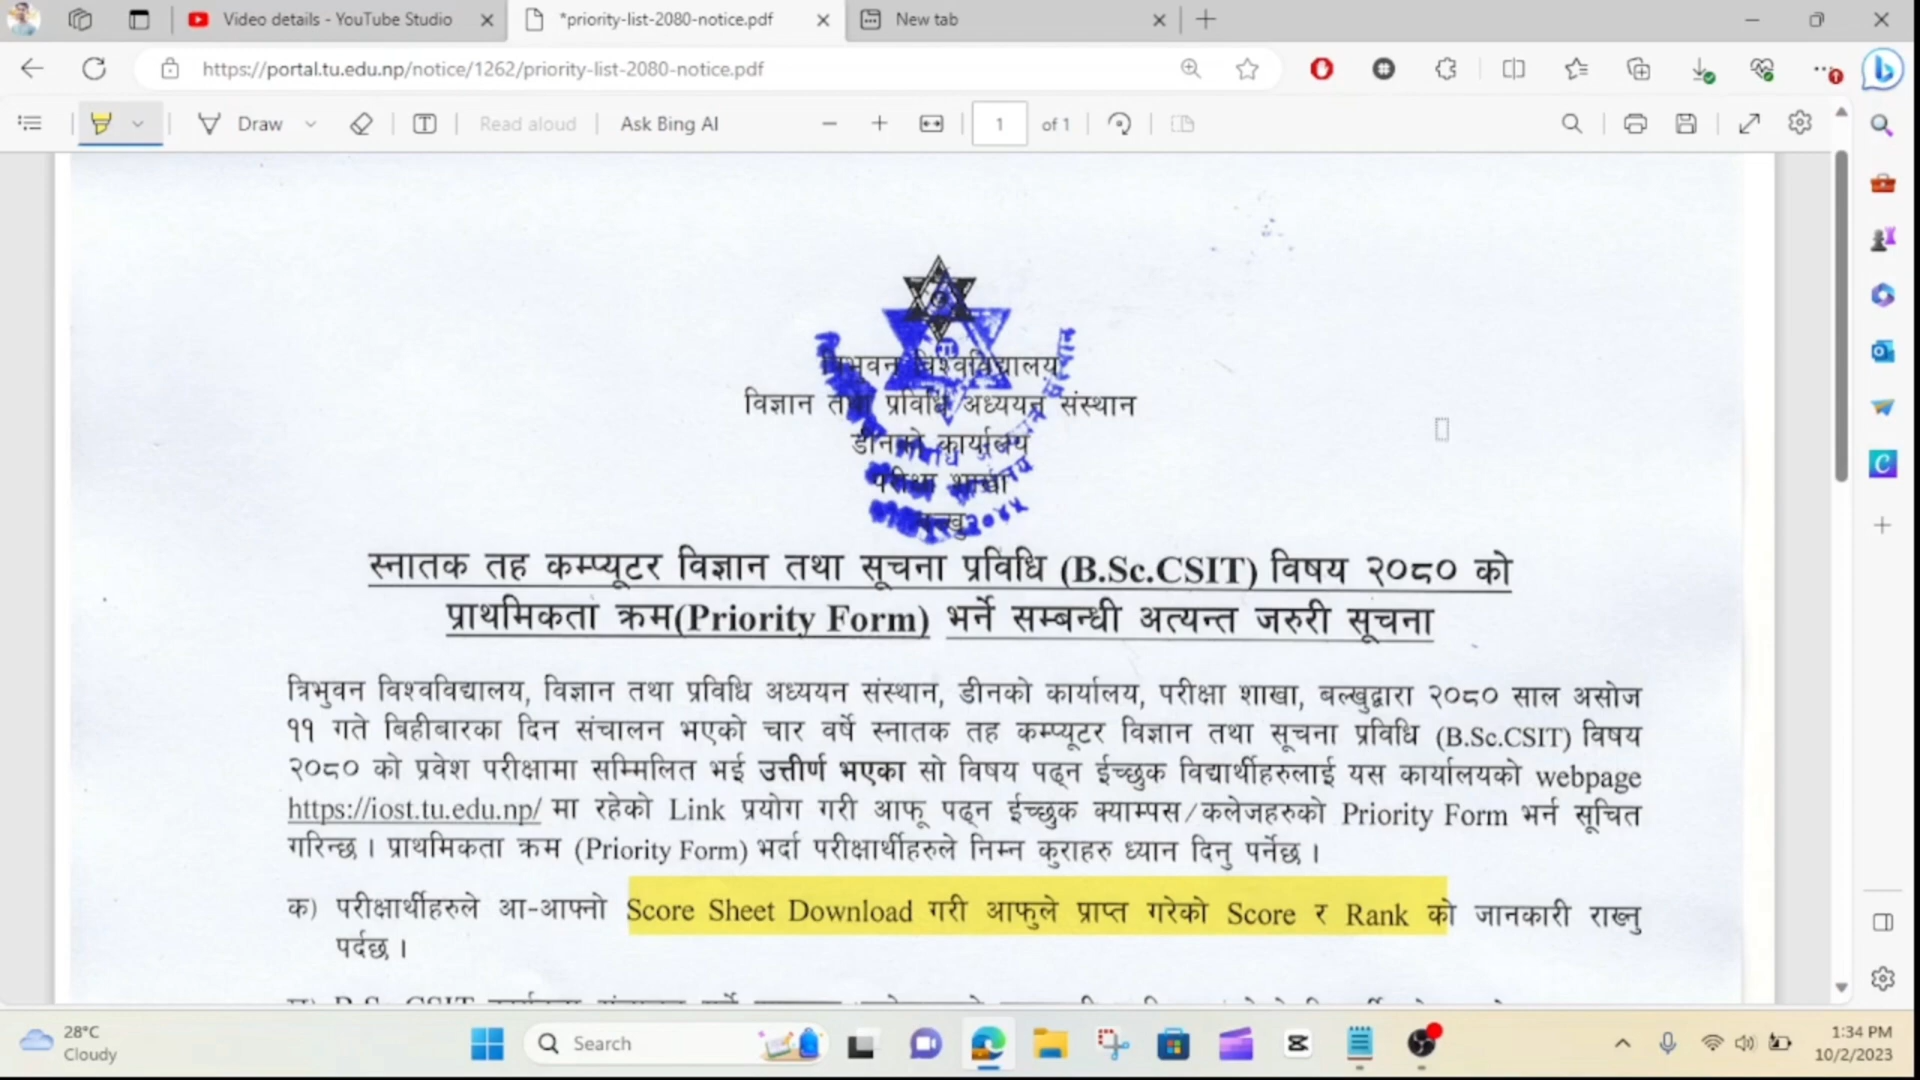 Video details - YouTube Studio
*priority-list-2080-notice.pdf
New tab
https://portal.tu.edu.np/notice/1262/priority-list-2080-notice.pdf
Draw
Read aloud
Ask Bing AI
1
of 1
त्रिभुवन विश्वविद्यालय
विज्ञान तथा प्रविधि अध्ययन संस्थान
डीनको कार्यालय
परीक्षा शाखा
बल्खु
स्नातक तह कम्प्यूटर विज्ञान तथा सूचना प्रविधि (B.Sc.CSIT) विषय २०८० को
प्राथमिकता क्रम(Priority Form) भर्ने सम्बन्धी अत्यन्त जरुरी सूचना
त्रिभुवन विश्वविद्यालय, विज्ञान तथा प्रविधि अध्ययन संस्थान, डीनको कार्यालय, परीक्षा शाखा, बल्खुद्वारा २०८० साल असोज
११ गते बिहीबारका दिन संचालन भएको चार वर्षे स्नातक तह कम्प्यूटर विज्ञान तथा सूचना प्रविधि (B.Sc.CSIT) विषय
२०८० को प्रवेश परीक्षामा सम्मिलित भई उत्तीर्ण भएका सो विषय पढ्न ईच्छुक विद्यार्थीहरुलाई यस कार्यालयको webpage
https://iost.tu.edu.np/ मा रहेको Link प्रयोग गरी आफू पढ्न ईच्छुक क्याम्पस/कलेजहरुको Priority Form भर्न सूचित
गरिन्छ । प्राथमिकता क्रम (Priority Form) भर्दा परीक्षार्थीहरुले निम्न कुराहरु ध्यान दिनु पर्नेछ ।
क) परीक्षार्थीहरुले आ-आफ्नो Score Sheet Download गरी आफुले प्राप्त गरेको Score र Rank को जानकारी राख्नु
पर्दछ ।
28°C
Cloudy
Search
1:34 PM
10/2/2023